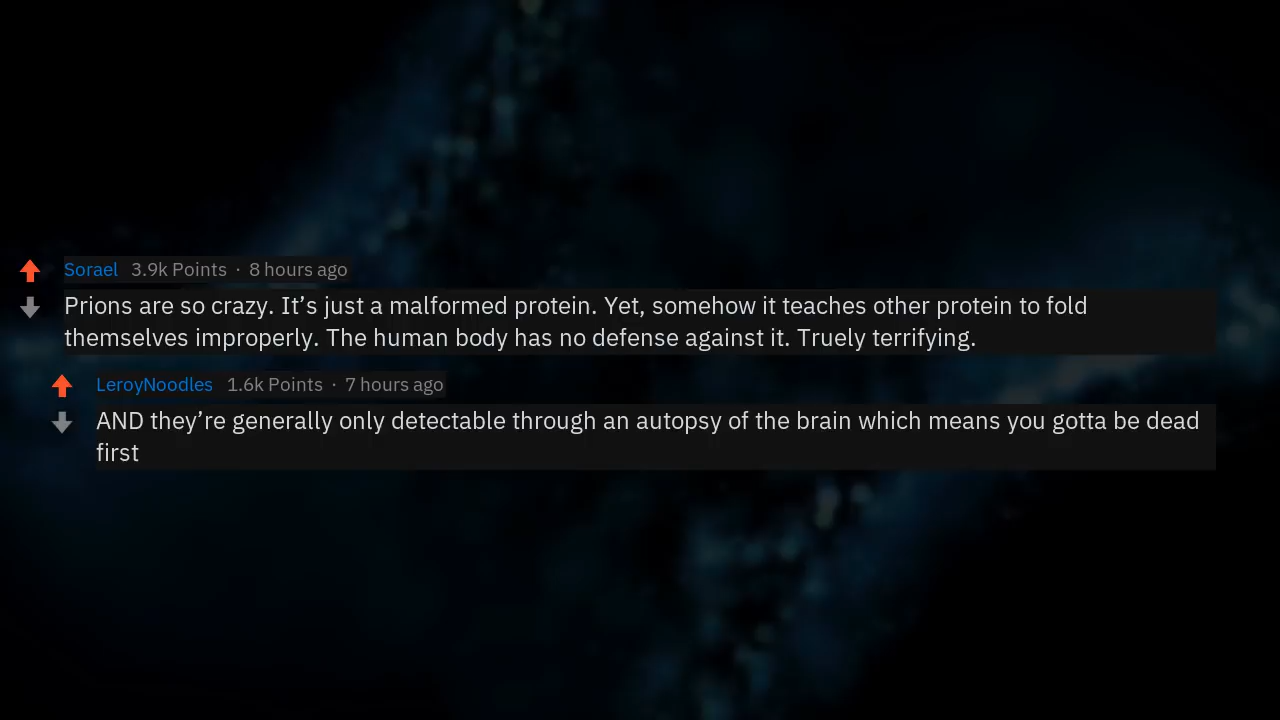 Sorael 3.9k Points · 8 hours ago
Prions are so crazy. It’s just a malformed protein. Yet, somehow it teaches other protein to fold
themselves improperly. The human body has no defense against it. Truely terrifying.
LeroyNoodles 1.6k Points · 7 hours ago
AND they’re generally only detectable through an autopsy of the brain which means you gotta be dead
first